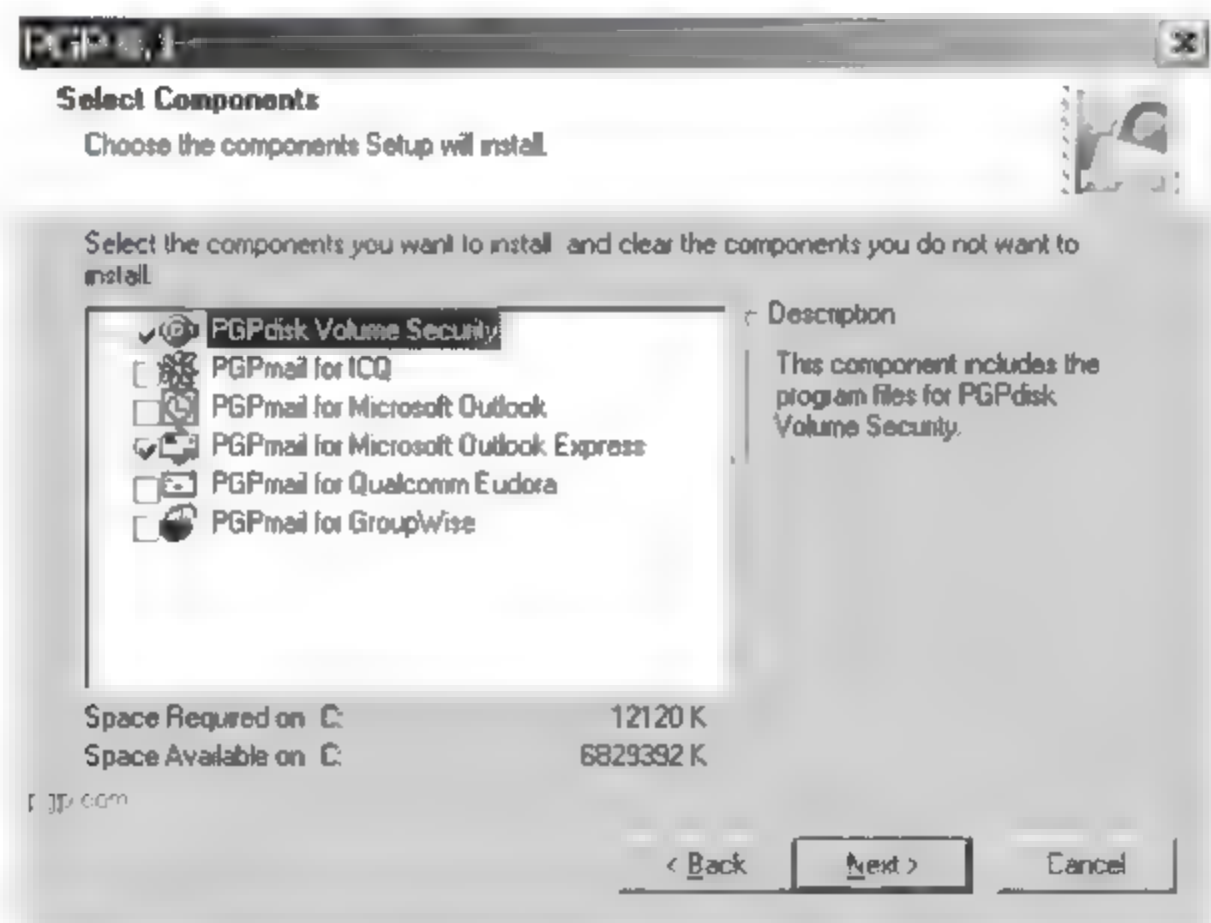 Select Components
Choose the components Setup will install.
Select the components you want to install and clear the components you do not want to
install.
PGPdisk Volume Security
PGPmail for ICQ
PGPmail for Microsoft Outlook
PGPmail for Microsoft Outlook Express
PGPmail for Qualcomm Eudora
PGPmail for GroupWise
Description
This component includes the
program files for PGPdisk
Volume Security.
Space Required on C: 12120 K
Space Available on C: 6829392 K
pgp.com
< Back
Next >
Cancel